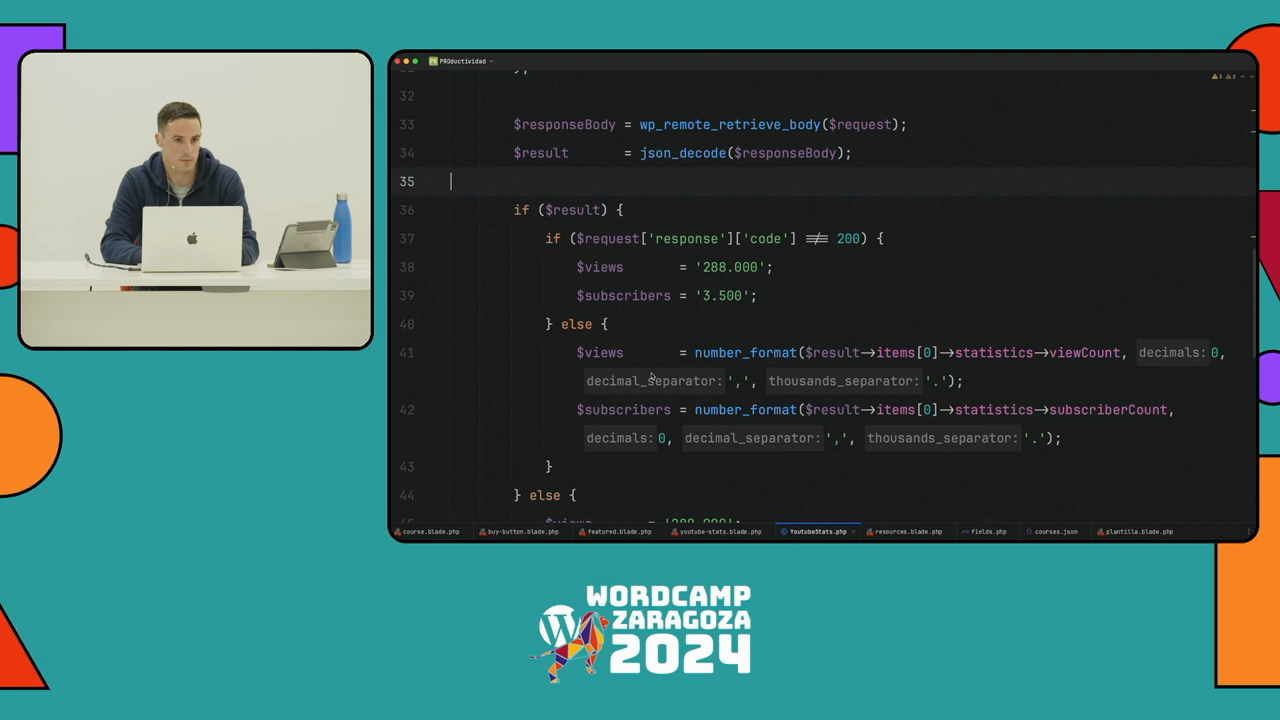 PA PROductividad
32
33 $responseBody = wp_remote_retrieve_body($request);
34 $result = json_decode($responseBody);
35
36 if ($result) {
37 if ($request['response']['code'] !== 200) {
38 $views = '288.000';
39 $subscribers = '3.500';
40 } else {
41 $views = number_format($result->items[0]->statistics->viewCount, decimals: 0,
decimal_separator: ',', thousands_separator: '.');
42 $subscribers = number_format($result->items[0]->statistics->subscriberCount,
decimals: 0, decimal_separator: ',', thousands_separator: '.');
43 }
44 } else {
course.blade.php buy-button.blade.php featured.blade.php youtube-stats.blade.php YoutubeStats.php resources.blade.php fields.php courses.json plantilla.blade.php
WORDCAMP
ZARAGOZA
2024